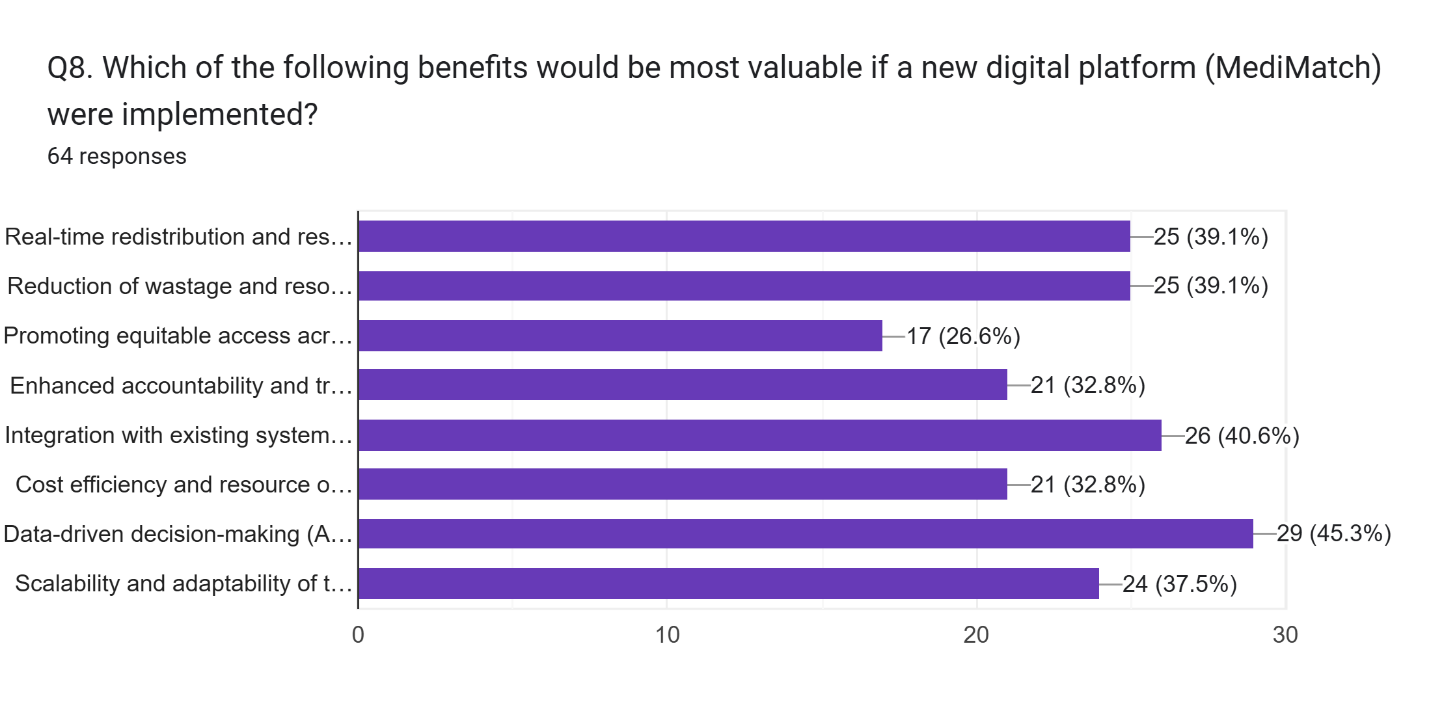 Q8. Which of the following benefits would be most valuable if a new digital platform (MediMatch)
were implemented?
64 responses
Real-time redistribution and res… 25 (39.1%)
Reduction of wastage and reso… 25 (39.1%)
Promoting equitable access acr… 17 (26.6%)
Enhanced accountability and tr… 21 (32.8%)
Integration with existing system… 26 (40.6%)
Cost efficiency and resource o… 21 (32.8%)
Data-driven decision-making (A… 29 (45.3%)
Scalability and adaptability of t… 24 (37.5%)
0 10 20 30